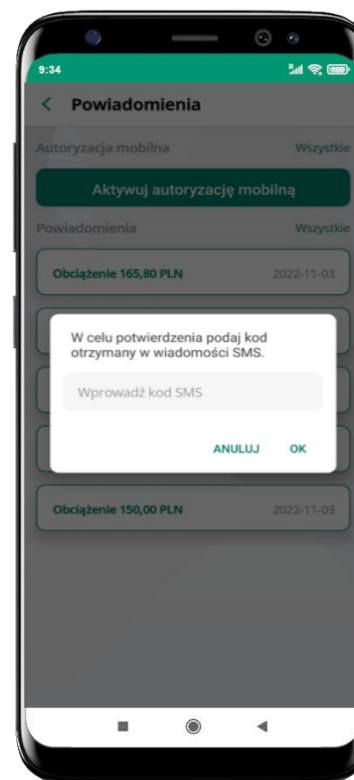 9:34
Powiadomienia
Autoryzacja mobilna Wszystkie
Aktywuj autoryzację mobilną
Powiadomienia Wszystkie
Obciążenie 165,80 PLN 2022-11-03
W celu potwierdzenia podaj kod
otrzymany w wiadomości SMS.
Wprowadź kod SMS
ANULUJ OK
Obciążenie 150,00 PLN 2022-11-03